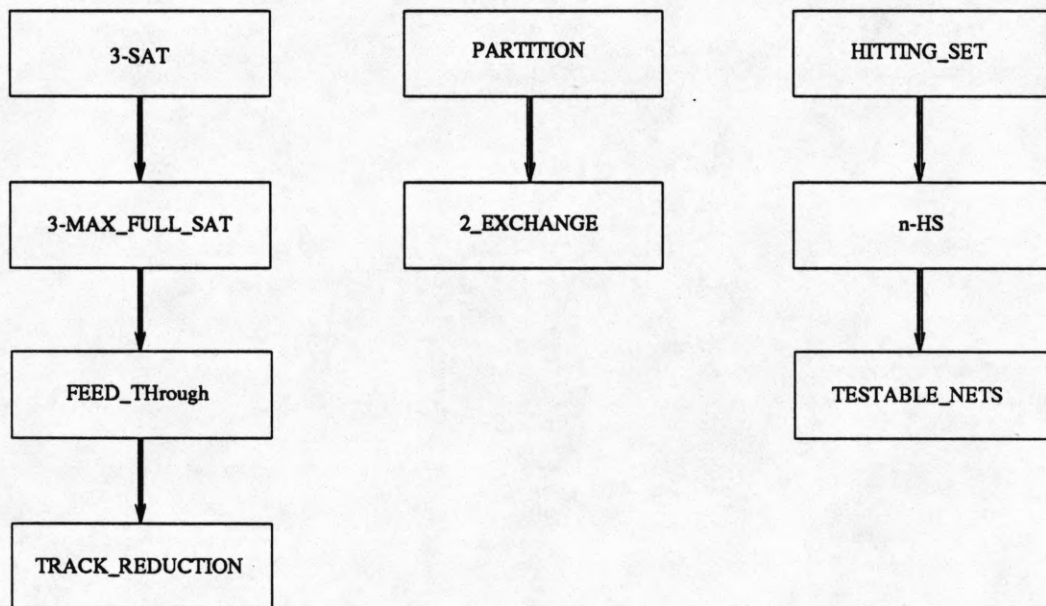 3-SAT
PARTITION
HITTING_SET
3-MAX_FULL_SAT
2_EXCHANGE
n-HS
FEED_THrough
TESTABLE_NETS
TRACK_REDUCTION